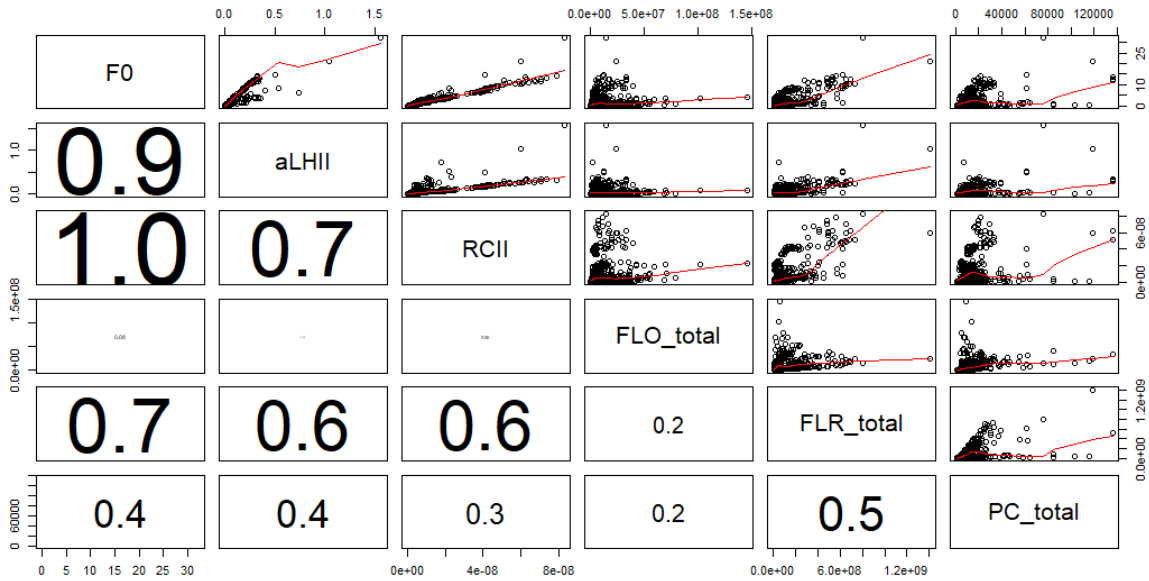 0.0 0.5 1.0 1.5 0.0e+00 5.0e+07 1.0e+08 1.5e+08 0 40000 80000 120000
F0 0 10 25
0.0 1.0 0.9 aLHII
1.0 0.7 RCII 0e+00 6e-08
0.0e+00 1.5e+08 0.08 0.06 FLO_total
0.7 0.6 0.6 0.2 FLR_total 0.0e+00 1.2e+09
0 60000 0.4 0.4 0.3 0.2 0.5 PC_total
0 5 10 15 20 25 30 0e+00 4e-08 8e-08 0.0e+00 6.0e+08 1.2e+09